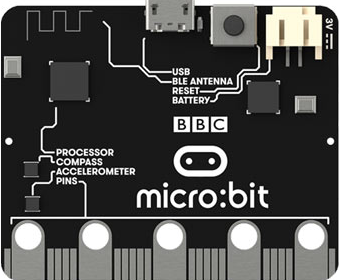 3V
USB
BLE ANTENNA
RESET
BATTERY
BBC
PROCESSOR
COMPASS
ACCELEROMETER
PINS
micro:bit